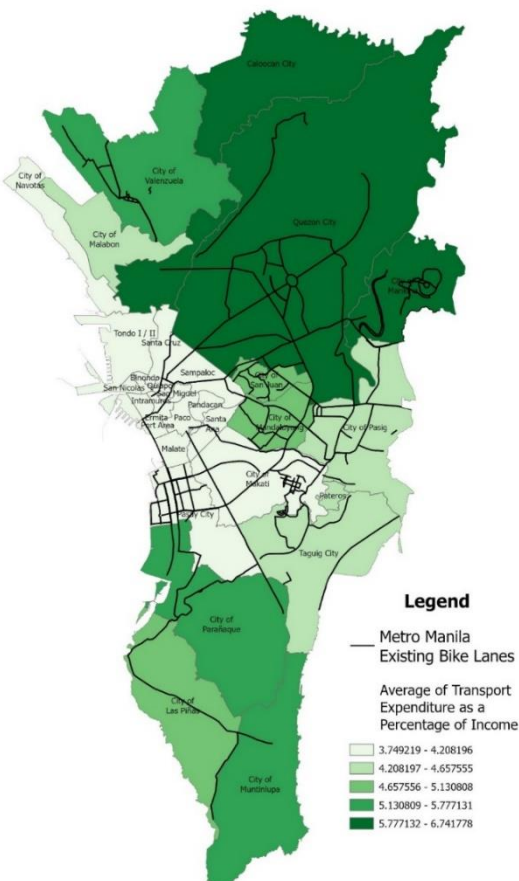 Caloocan City
City of
Navotas
City of
Valenzuela
City of
Malabon
Quezon City
Tondo I / II
Santa Cruz
Sampaloc
Binondo
San Nicolas
Quiapo
San Miguel
Intramuros
Pandacan
Ermita
Paco
Santa
Ana
Port Area
Malate
City of
San Juan
City of
Mandaluyong
City of Pasig
City of
Makati
Pasay City
Pateros
Taguig City
City of
Parañaque
City of
Las Piñas
City of
Muntinlupa
Legend
Metro Manila
Existing Bike Lanes
Average of Transport
Expenditure as a
Percentage of Income
3.749219 - 4.208196
4.208197 - 4.657555
4.657556 - 5.130808
5.130809 - 5.777131
5.777132 - 6.741778